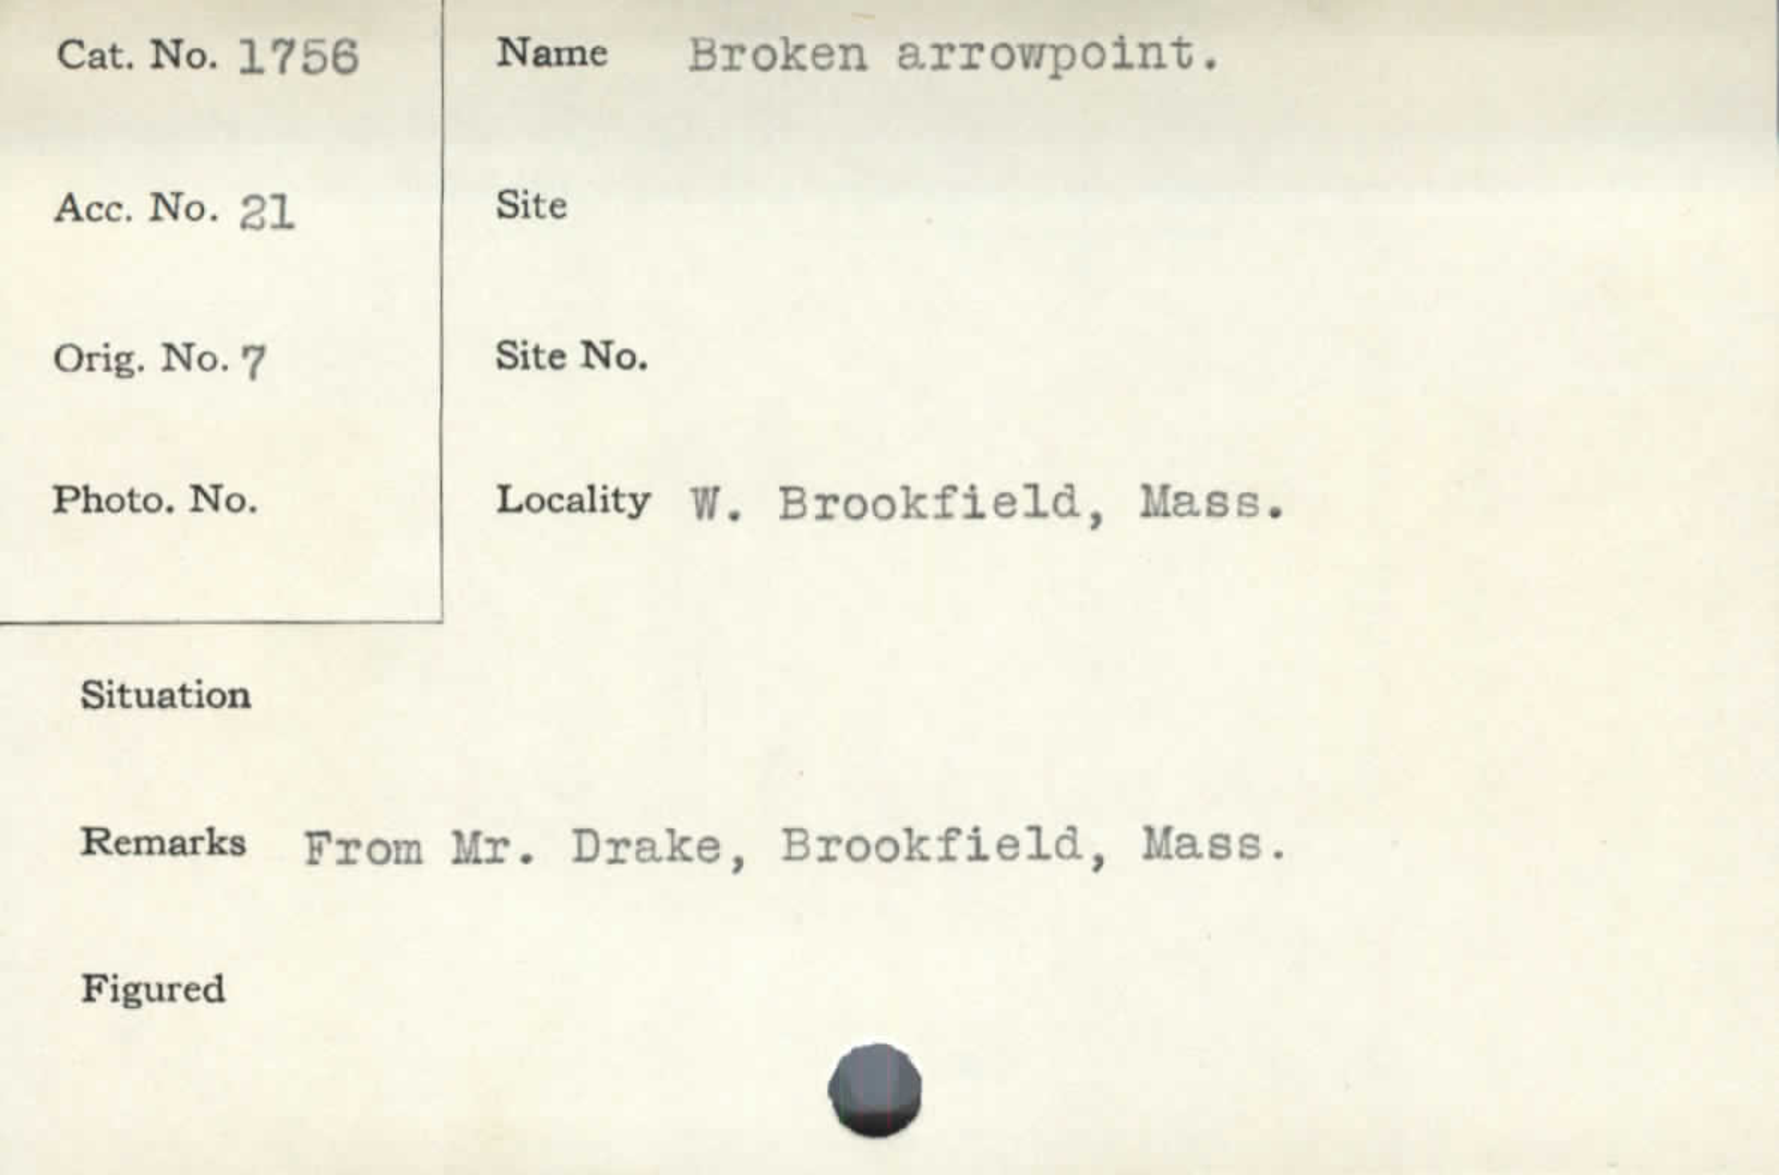 Cat. No. 1756
Name Broken arrowpoint.
Acc. No. 21
Site
Orig. No. 7
Site No.
Photo. No.
Locality W. Brookfield, Mass.
Situation
Remarks From Mr. Drake, Brookfield, Mass.
Figured